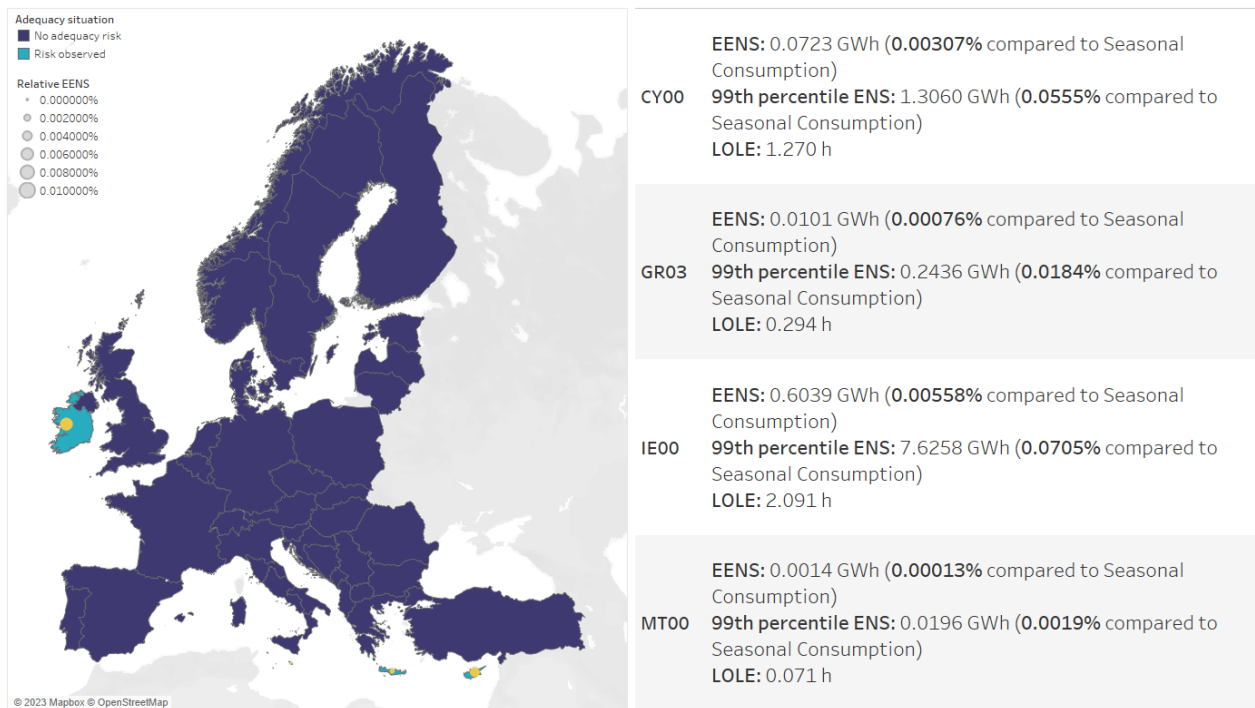 Adequacy situation
No adequacy risk
Risk observed
Relative EENS
0.000000%
0.002000%
0.004000%
0.006000%
0.008000%
0.010000%
© 2023 Mapbox © OpenStreetMap
CY00
EENS: 0.0723 GWh (0.00307% compared to Seasonal
Consumption)
99th percentile ENS: 1.3060 GWh (0.0555% compared to
Seasonal Consumption)
LOLE: 1.270 h
GR03
EENS: 0.0101 GWh (0.00076% compared to Seasonal
Consumption)
99th percentile ENS: 0.2436 GWh (0.0184% compared to
Seasonal Consumption)
LOLE: 0.294 h
IE00
EENS: 0.6039 GWh (0.00558% compared to Seasonal
Consumption)
99th percentile ENS: 7.6258 GWh (0.0705% compared to
Seasonal Consumption)
LOLE: 2.091 h
MT00
EENS: 0.0014 GWh (0.00013% compared to Seasonal
Consumption)
99th percentile ENS: 0.0196 GWh (0.0019% compared to
Seasonal Consumption)
LOLE: 0.071 h